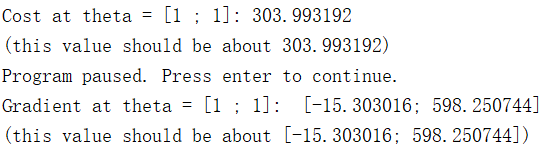 Cost at theta = [1 ; 1]: 303.993192
(this value should be about 303.993192)
Program paused. Press enter to continue.
Gradient at theta = [1 ; 1]:  [-15.303016; 598.250744]
(this value should be about [-15.303016; 598.250744])